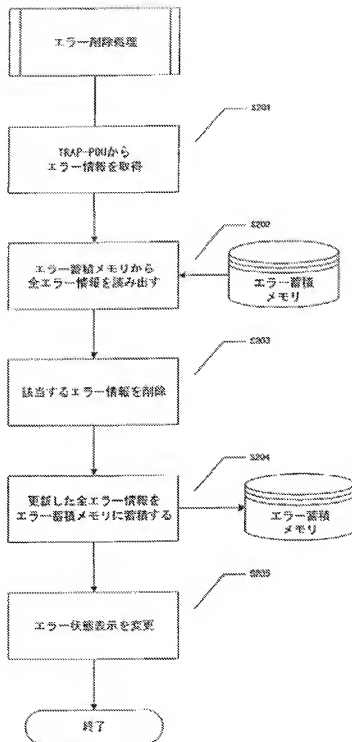 エラー削除処理
S201
TRAP-PDUから
エラー情報を取得
S202
エラー蓄積メモリから
全エラー情報を読み出す
エラー蓄積
メモリ
S203
該当するエラー情報を削除
S204
更新した全エラー情報を
エラー蓄積メモリに蓄積する
エラー蓄積
メモリ
S205
エラー状態表示を変更
終了